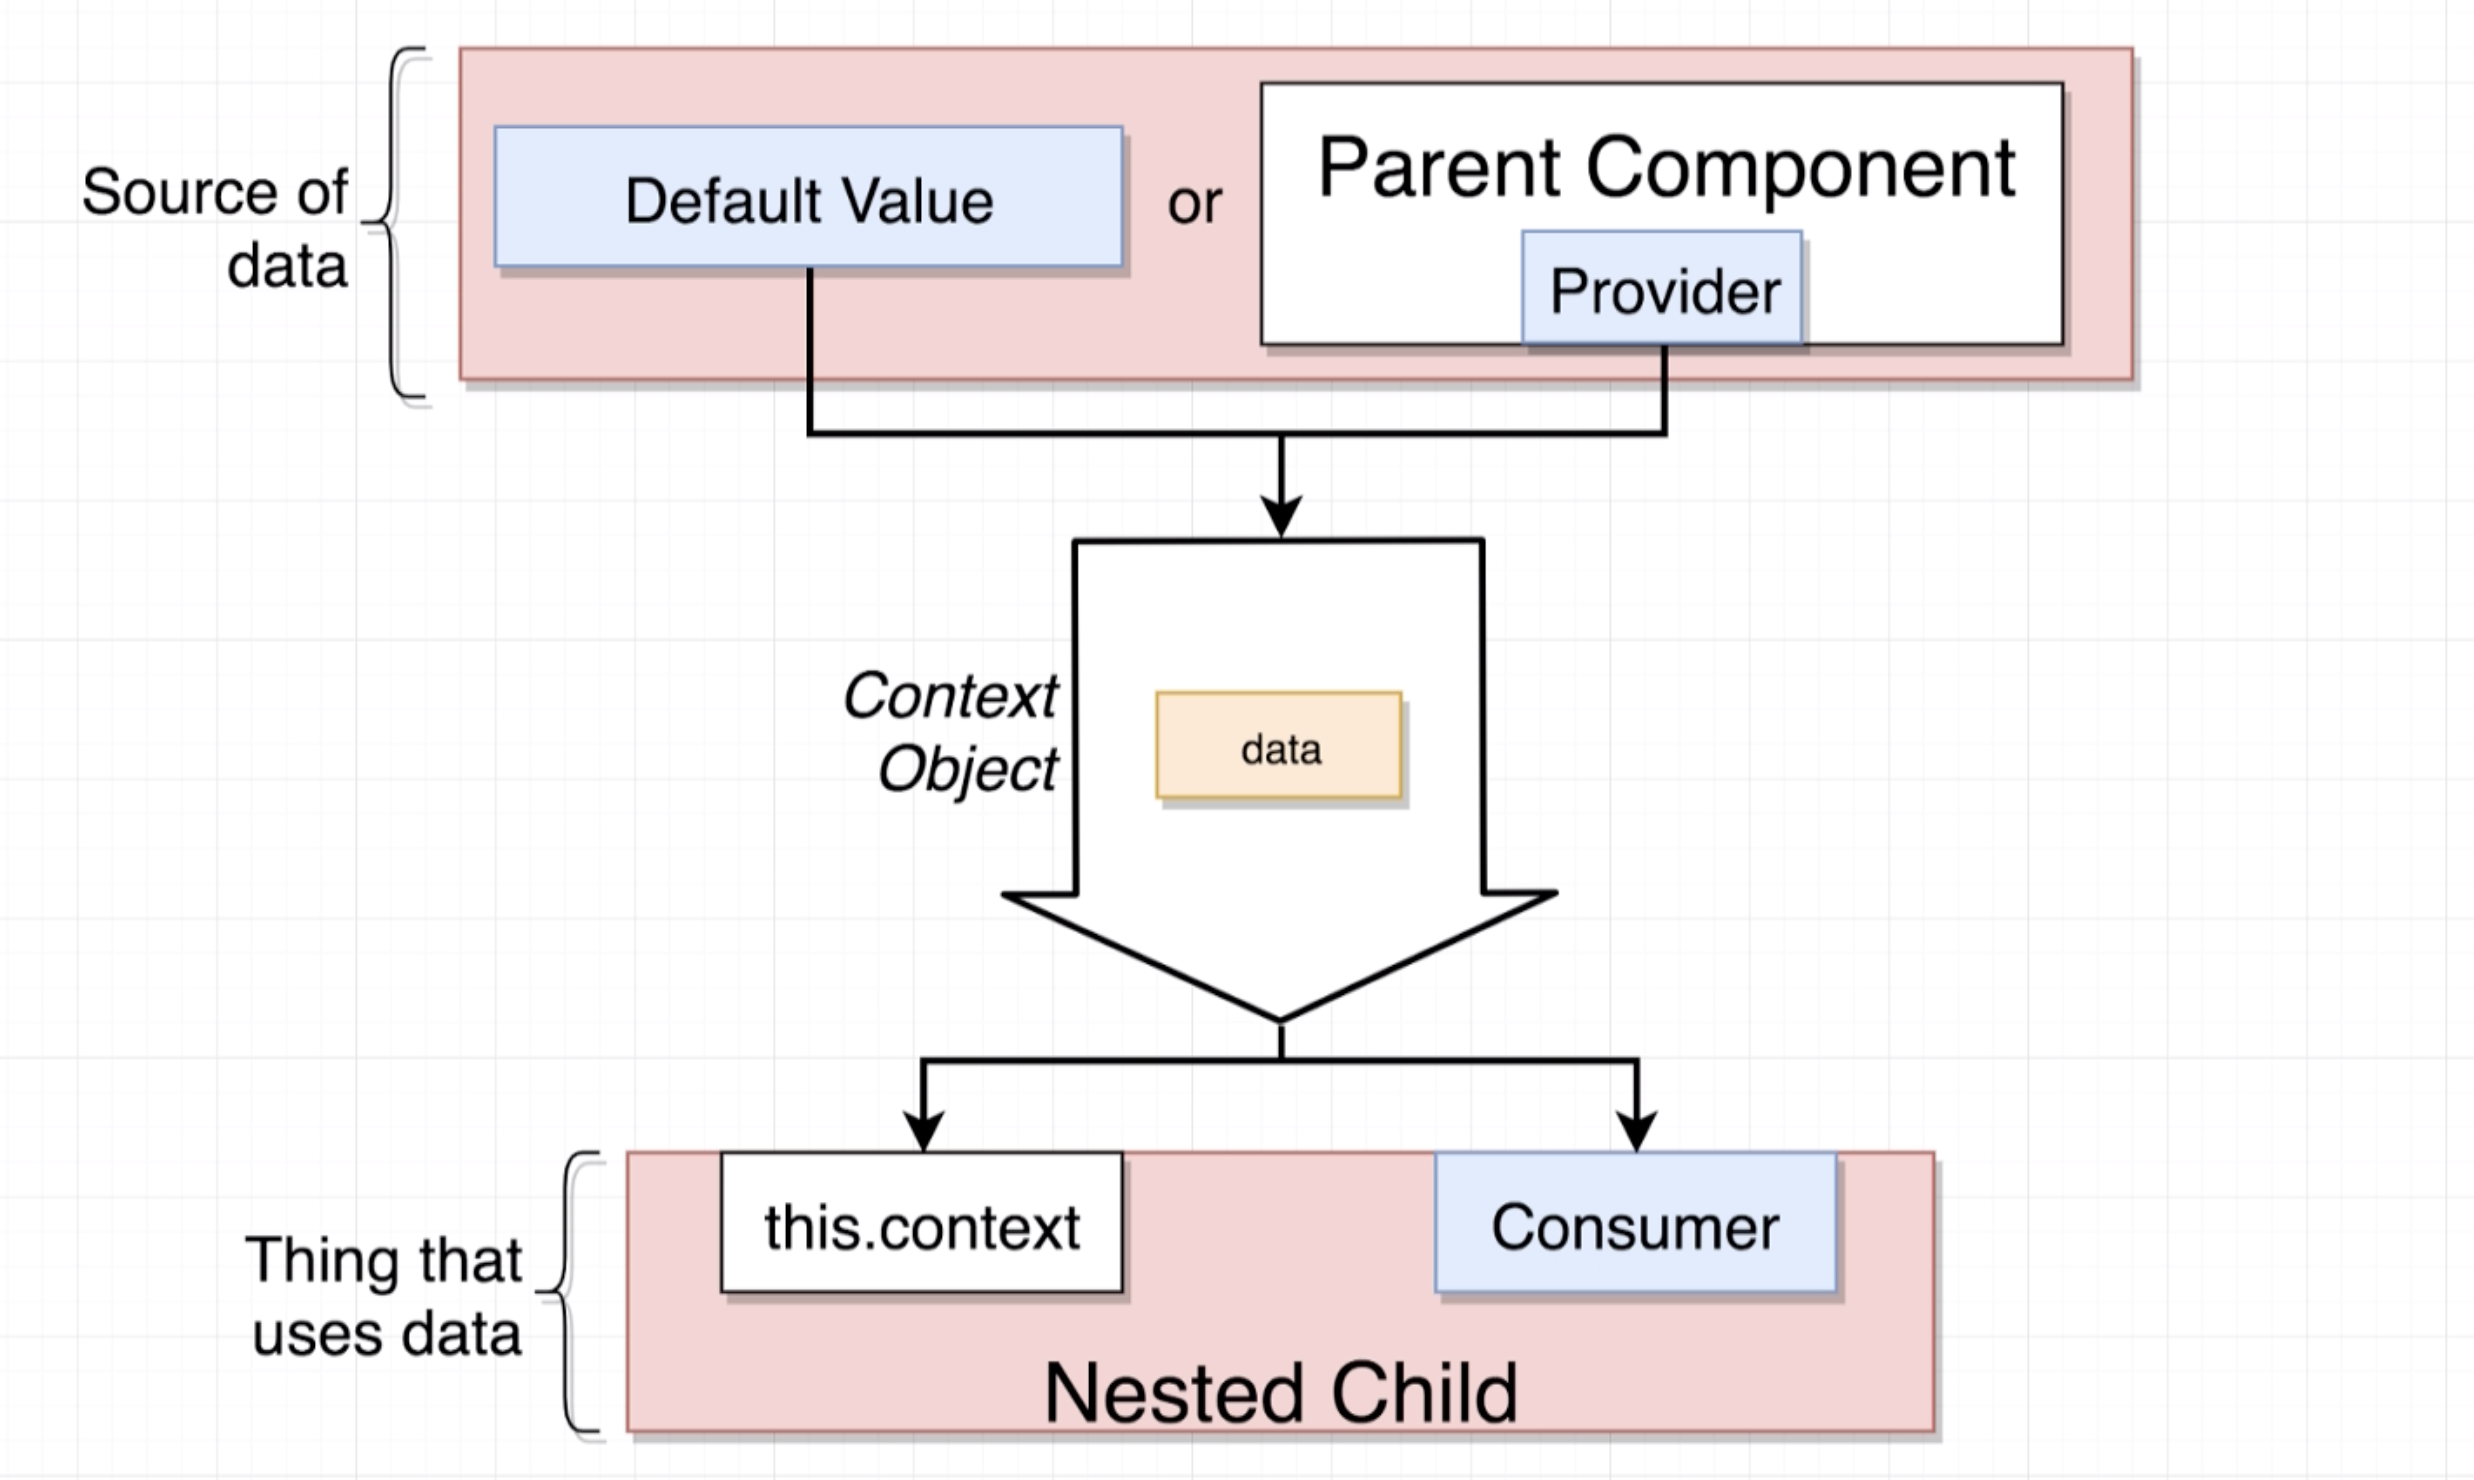 Source of
data
Default Value
or
Parent Component
Provider
Context
Object
data
Thing that
uses data
this.context
Consumer
Nested Child